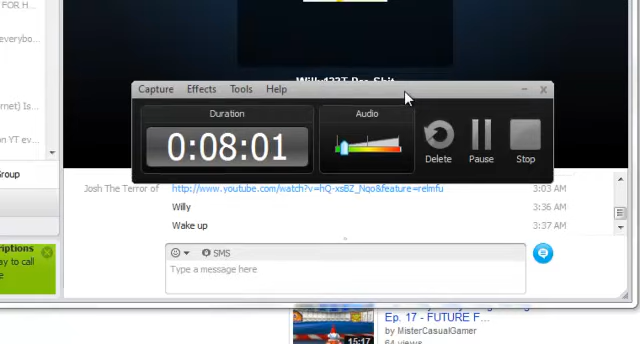 FOR H...
everybo...
rnet) Is...
on YT ev...
Group
riptions
ay to call
e
Capture Effects Tools Help
Duration
0:08:01
Audio
Delete Pause Stop
Josh The Terror of http://www.youtube.com/watch?v=hQ-xsBZ_Nqo&feature=relmfu 3:03 AM
Willy 3:36 AM
Wake up 3:37 AM
SMS
Type a message here
Ep. 17 - FUTURE F...
by MisterCasualGamer
64 views
15:17